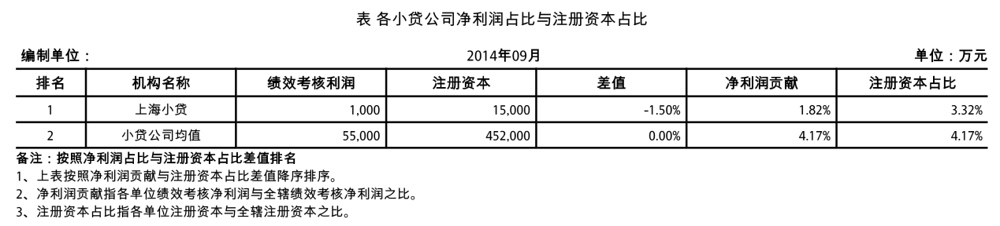 表 各小贷公司净利润占比与注册资本占比
编制单位： 2014年09月 单位：万元
排名 机构名称 绩效考核利润 注册资本 差值 净利润贡献 注册资本占比
1 上海小贷 1,000 15,000 -1.50% 1.82% 3.32%
2 小贷公司均值 55,000 452,000 0.00% 4.17% 4.17%
备注：按照净利润占比与注册资本占比差值排名
1、上表按照净利润贡献与注册资本占比差值降序排序。
2、净利润贡献指各单位绩效考核净利润与全辖绩效考核净利润之比。
3、注册资本占比指各单位注册资本与全辖注册资本之比。